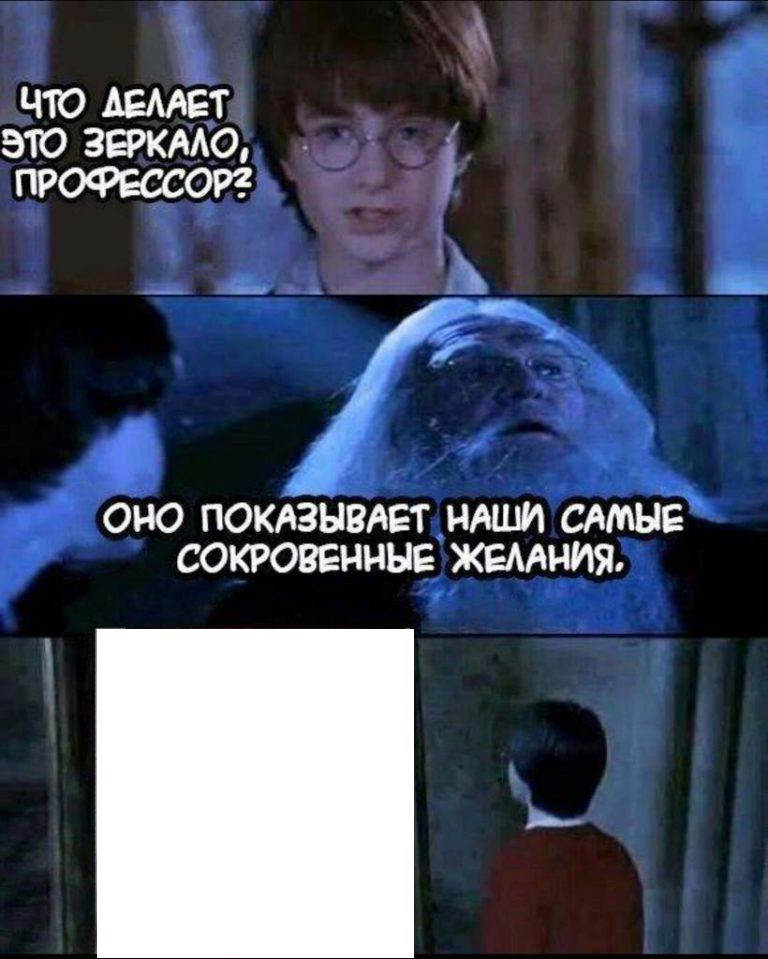 ЧТО ДЕЛАЕТ
ЭТО ЗЕРКАЛО,
ПРОФЕССОР?
ОНО ПОКАЗЫВАЕТ НАШИ САМЫЕ
СОКРОВЕННЫЕ ЖЕЛАНИЯ.